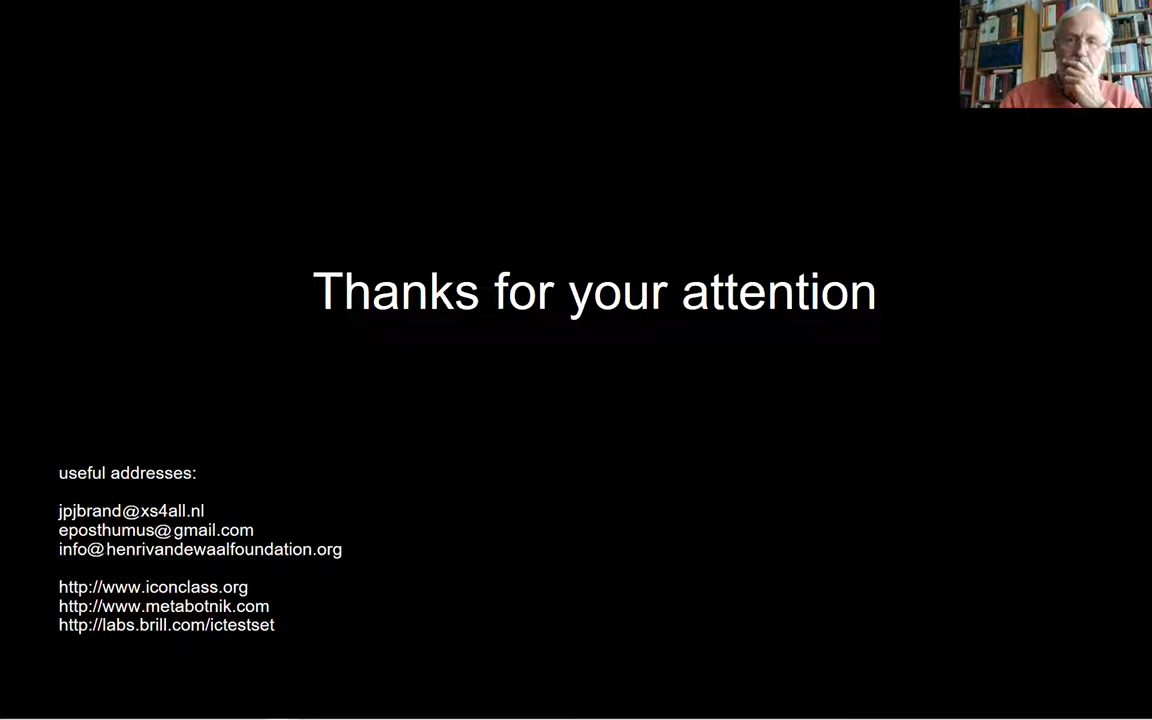 Thanks for your attention
useful addresses:
jpjbrand@xs4all.nl
eposthumus@gmail.com
info@henrivandewaalfoundation.org
http://www.iconclass.org
http://www.metabotnik.com
http://labs.brill.com/ictestset